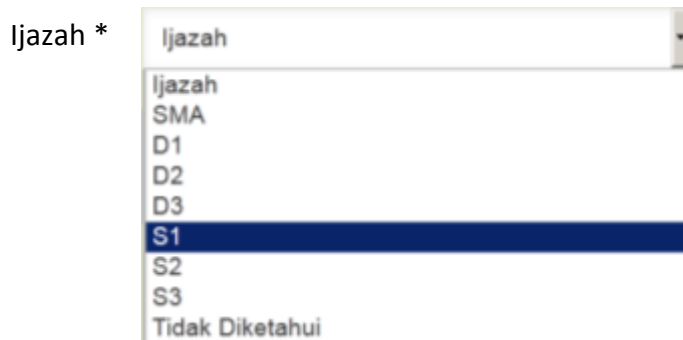 Ijazah *
Ijazah
Ijazah
SMA
D1
D2
D3
S1
S2
S3
Tidak Diketahui